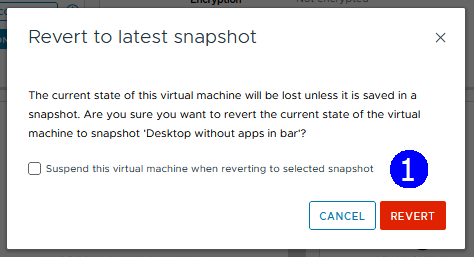 Encryption Not encrypted
Revert to latest snapshot
The current state of this virtual machine will be lost unless it is saved in a
snapshot. Are you sure you want to revert the current state of the virtual
machine to snapshot 'Desktop without apps in bar'?
Suspend this virtual machine when reverting to selected snapshot
1
CANCEL REVERT